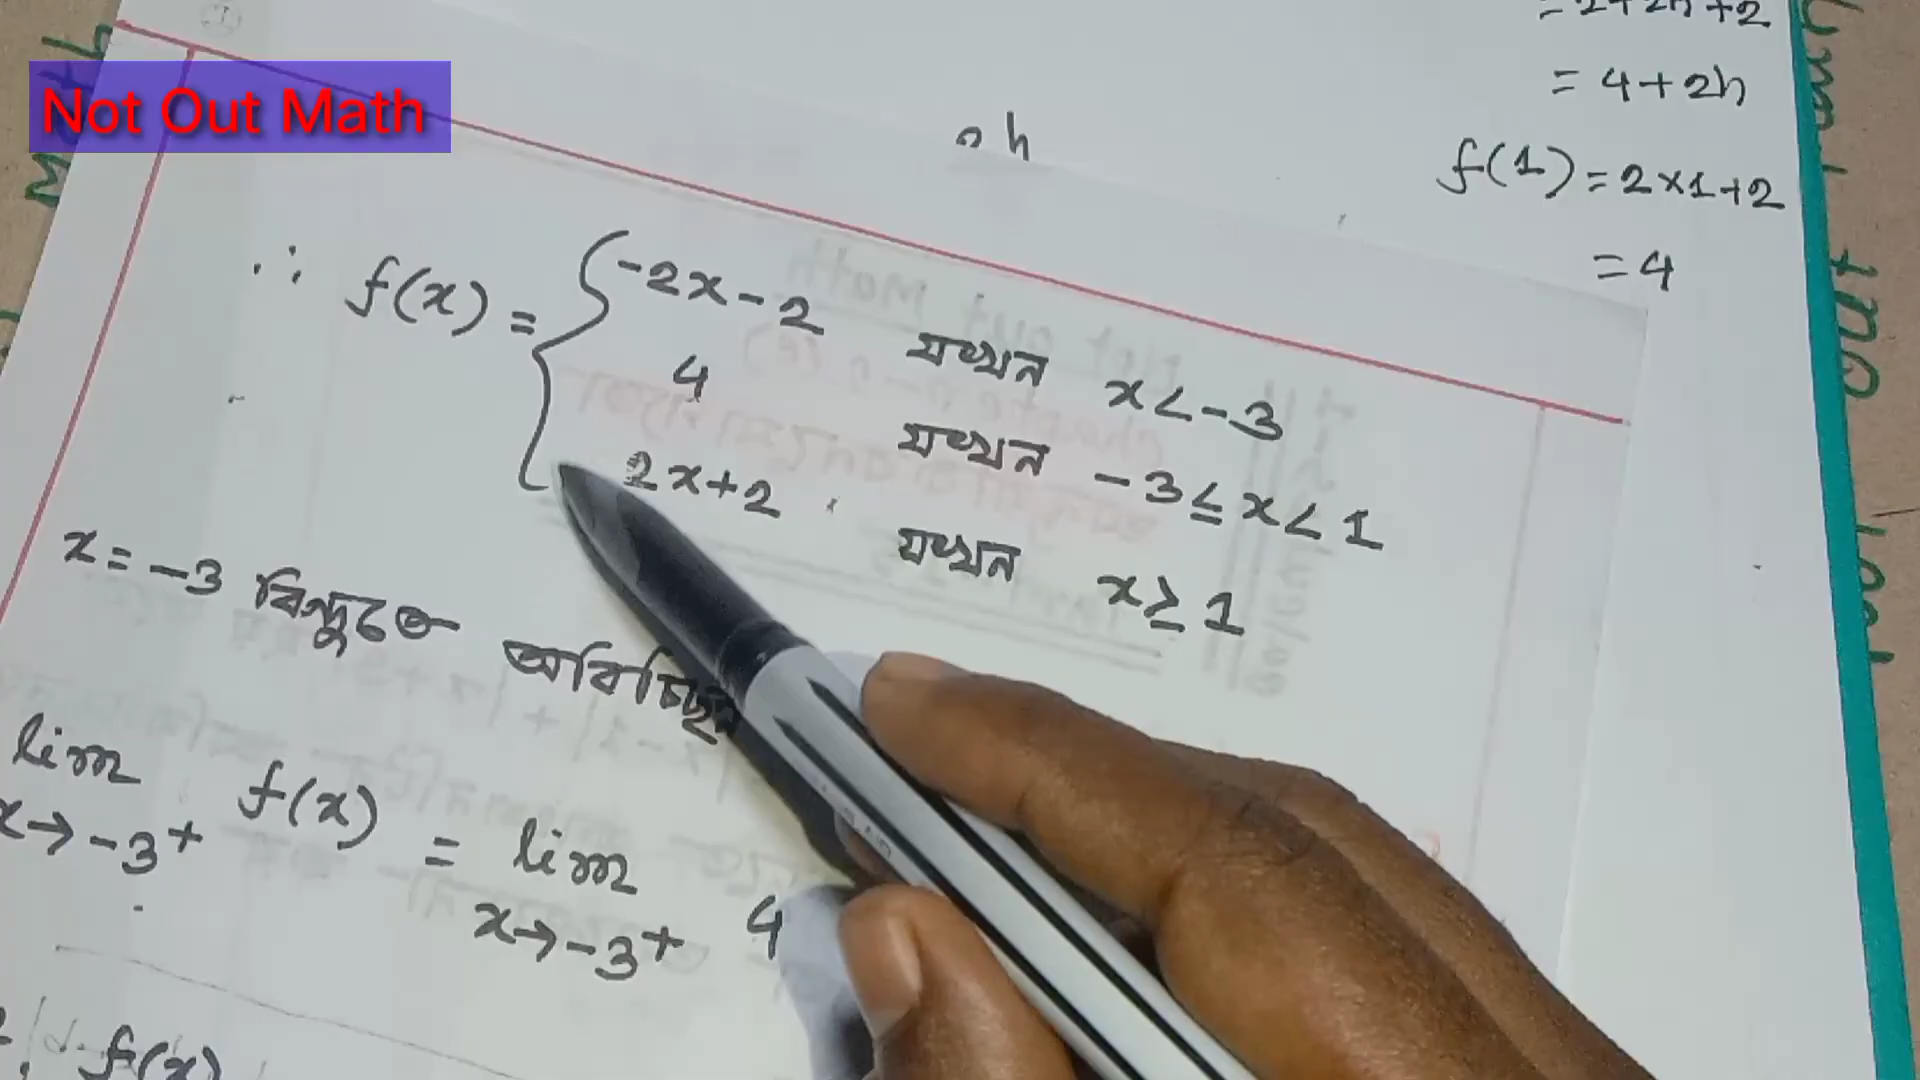 Not Out Math
= 4+2h
f(1) = 2×1+2
= 4
∴ f(x) =
-2x-2 যখন x<-3
4 যখন -3≤x<1
2x+2 যখন x≥1
x=-3 বিন্দুতে অবিচ্ছিন্ন
lim f(x) = lim 4
x→-3+ x→-3+
f(x)